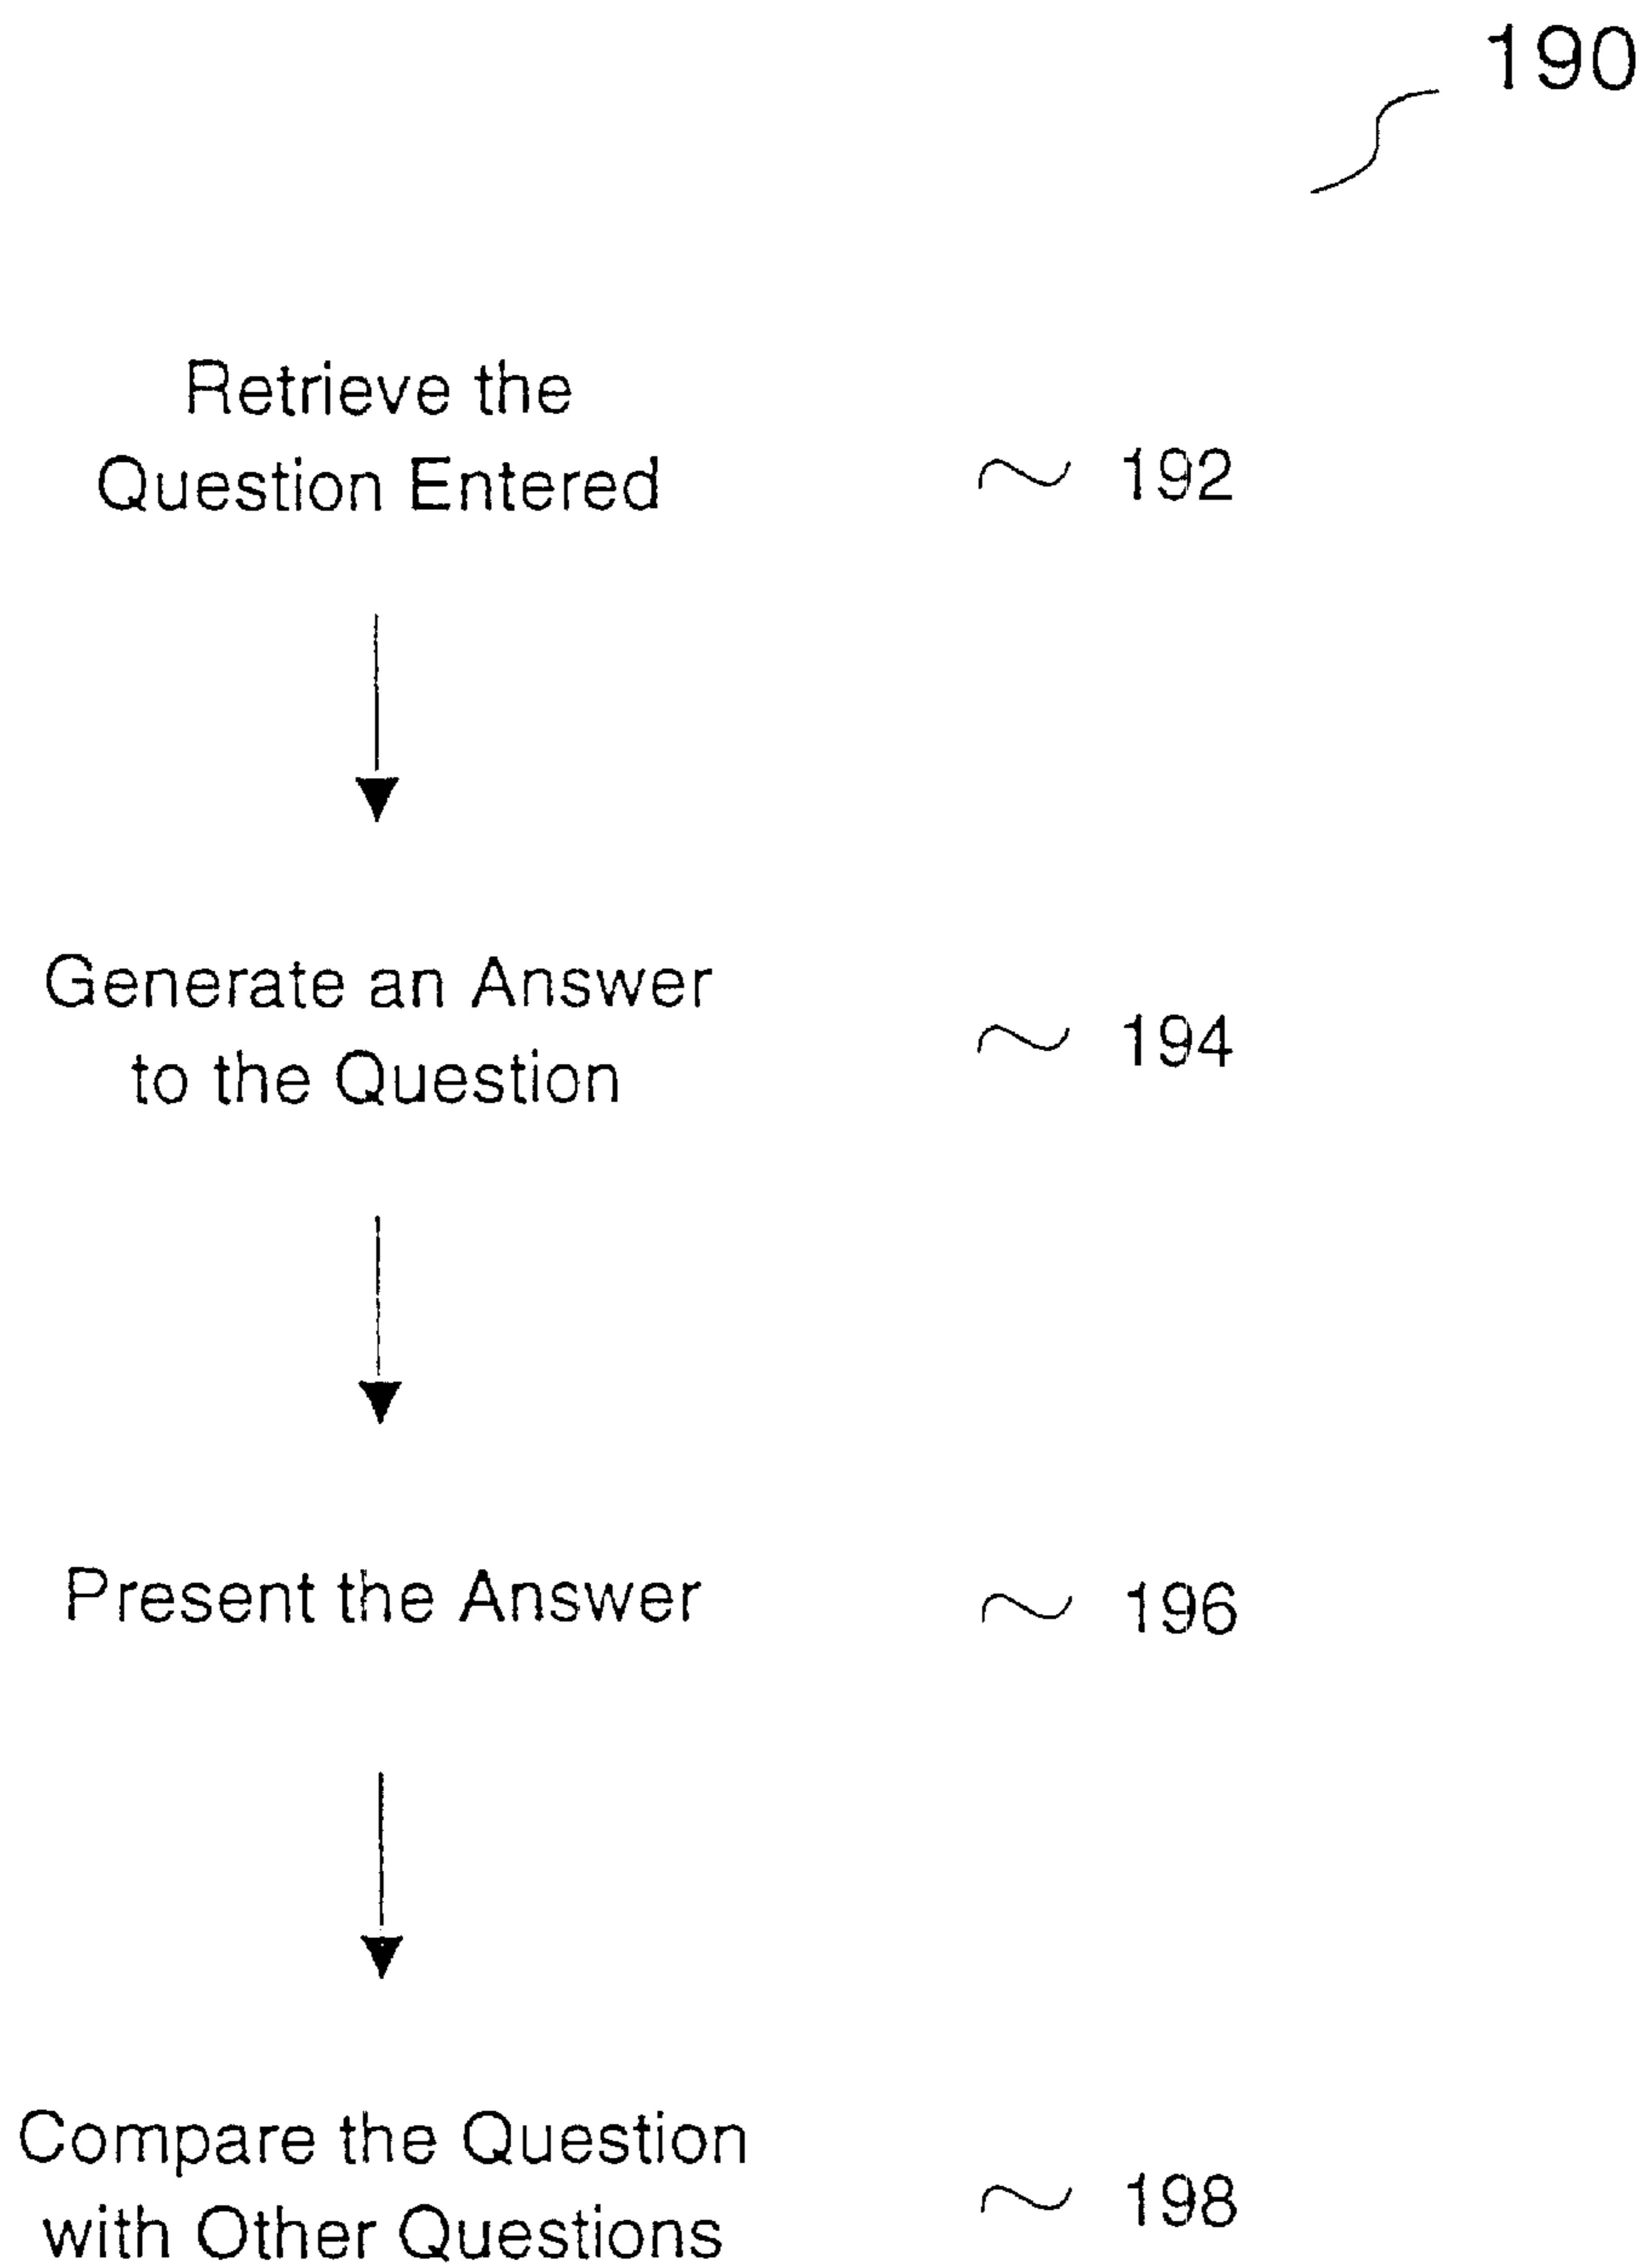 190
Retrieve the
Question Entered
192
Generate an Answer
to the Question
194
Present the Answer
196
Compare the Question
with Other Questions
198